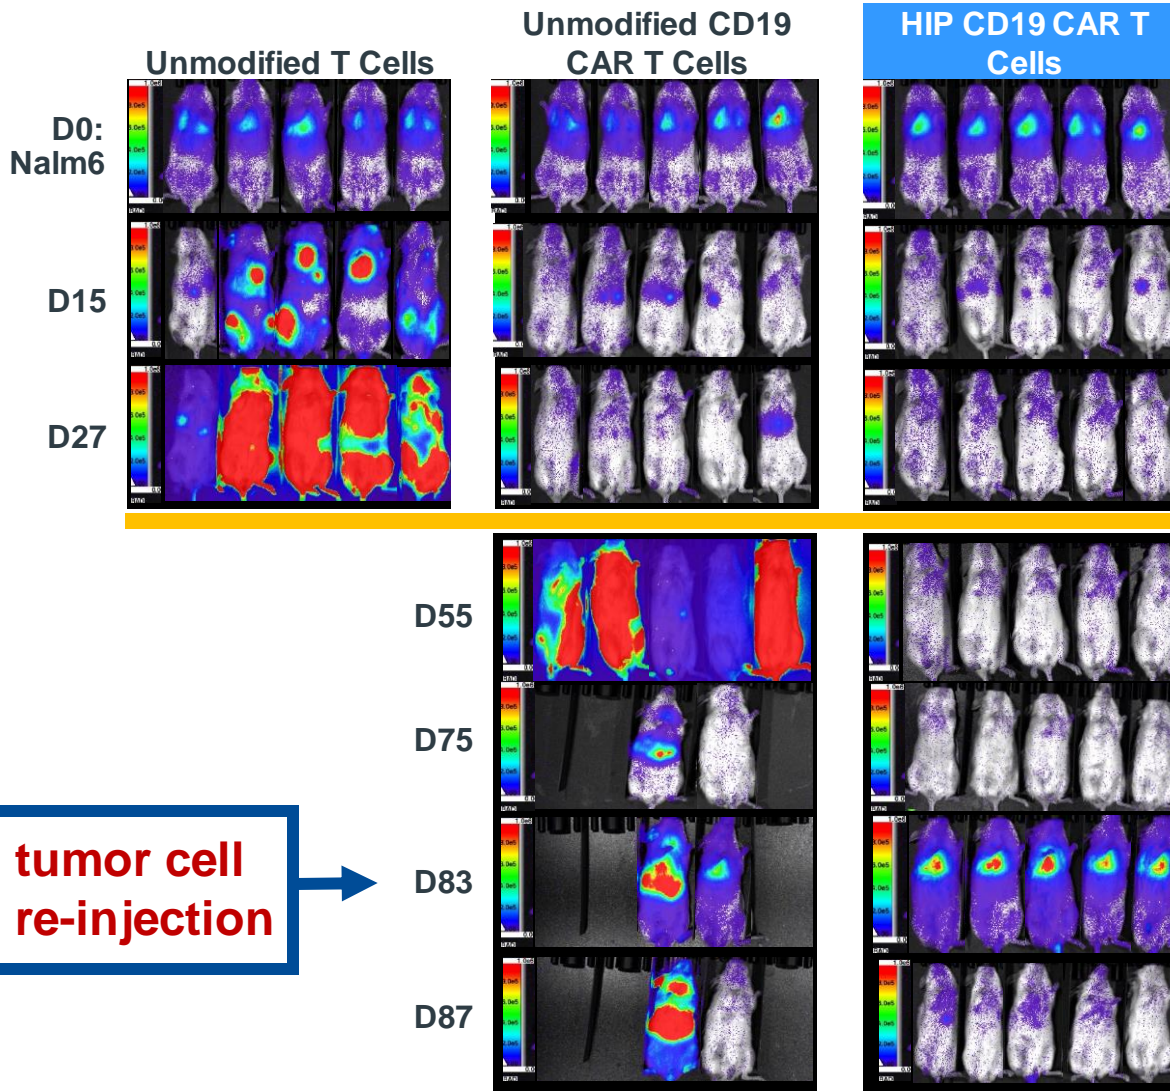 Unmodified T Cells
Unmodified CD19
CAR T Cells
HIP CD19 CAR T
Cells
D0:
Nalm6
D15
D27
D55
D75
tumor cell
re-injection
D83
D87